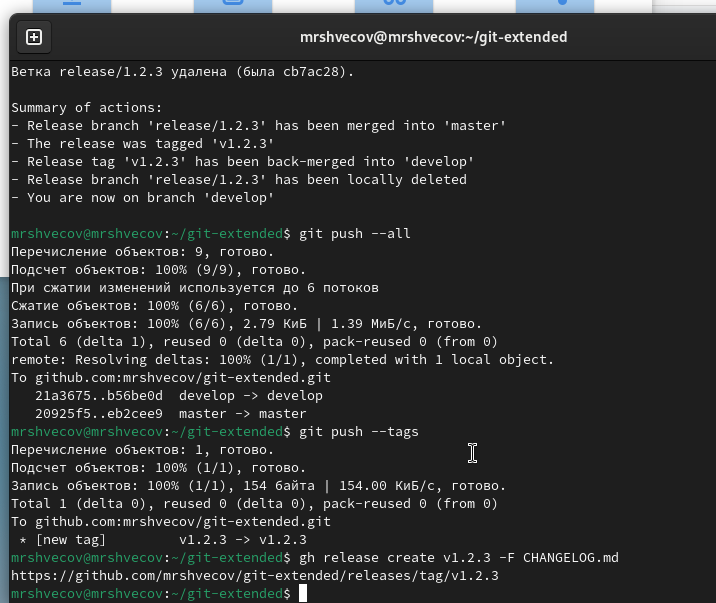 mrshvecov@mrshvecov:~/git-extended
Ветка release/1.2.3 удалена (была cb7ac28).
Summary of actions:
- Release branch 'release/1.2.3' has been merged into 'master'
- The release was tagged 'v1.2.3'
- Release tag 'v1.2.3' has been back-merged into 'develop'
- Release branch 'release/1.2.3' has been locally deleted
- You are now on branch 'develop'
mrshvecov@mrshvecov:~/git-extended$ git push --all
Перечисление объектов: 9, готово.
Подсчет объектов: 100% (9/9), готово.
При сжатии изменений используется до 6 потоков
Сжатие объектов: 100% (6/6), готово.
Запись объектов: 100% (6/6), 2.79 КиБ | 1.39 МиБ/с, готово.
Total 6 (delta 1), reused 0 (delta 0), pack-reused 0 (from 0)
remote: Resolving deltas: 100% (1/1), completed with 1 local object.
To github.com:mrshvecov/git-extended.git
   21a3675..b56be0d  develop -> develop
   20925f5..eb2cee9  master -> master
mrshvecov@mrshvecov:~/git-extended$ git push --tags
Перечисление объектов: 1, готово.
Подсчет объектов: 100% (1/1), готово.
Запись объектов: 100% (1/1), 154 байта | 154.00 КиБ/с, готово.
Total 1 (delta 0), reused 0 (delta 0), pack-reused 0 (from 0)
To github.com:mrshvecov/git-extended.git
 * [new tag]         v1.2.3 -> v1.2.3
mrshvecov@mrshvecov:~/git-extended$ gh release create v1.2.3 -F CHANGELOG.md
https://github.com/mrshvecov/git-extended/releases/tag/v1.2.3
mrshvecov@mrshvecov:~/git-extended$